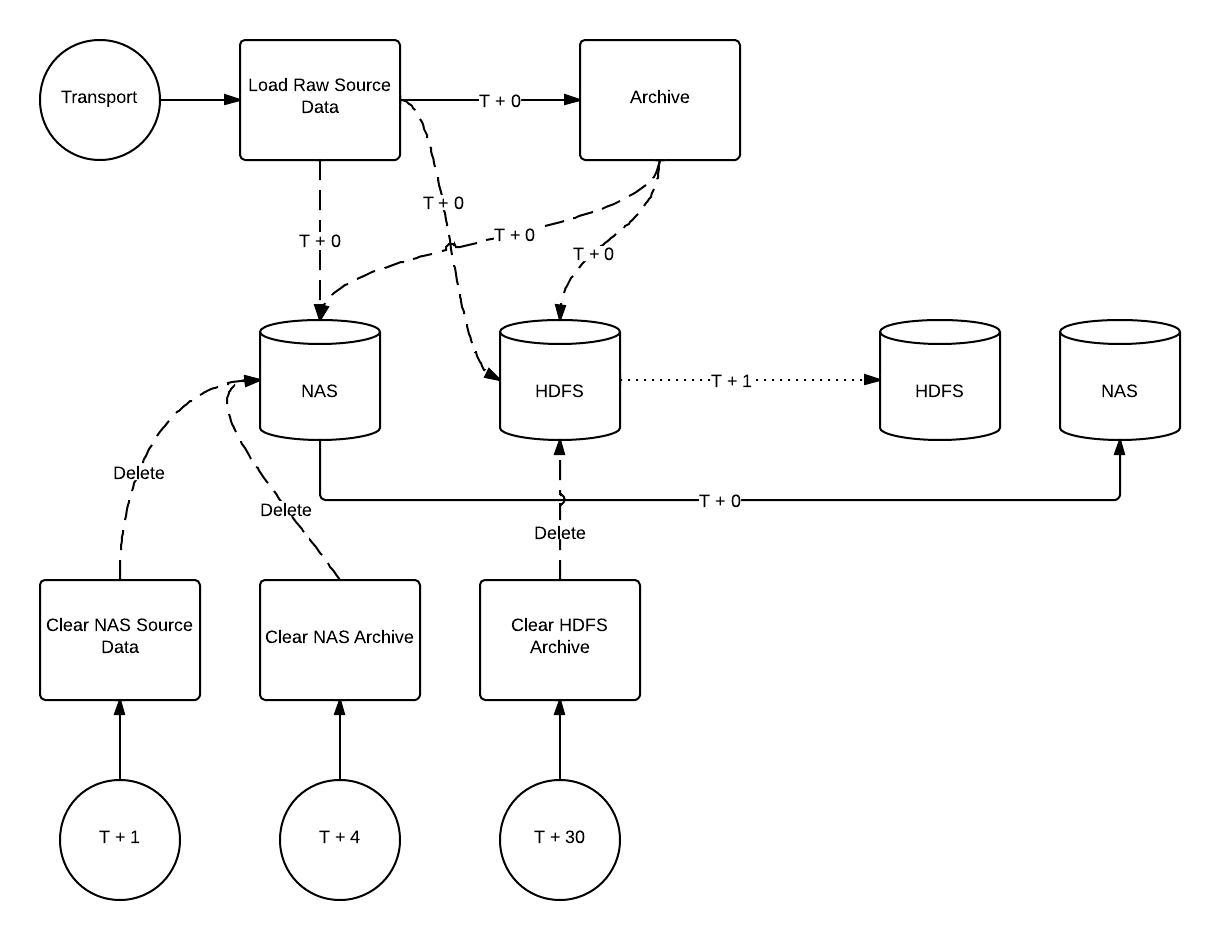 Transport
Load Raw Source
Data
T + 0
Archive
T + 0
T + 0
T + 0
T + 0
NAS
HDFS
T + 1
HDFS
NAS
Delete
Delete
T + 0
Delete
Clear NAS Source
Data
Clear NAS Archive
Clear HDFS
Archive
T + 1
T + 4
T + 30